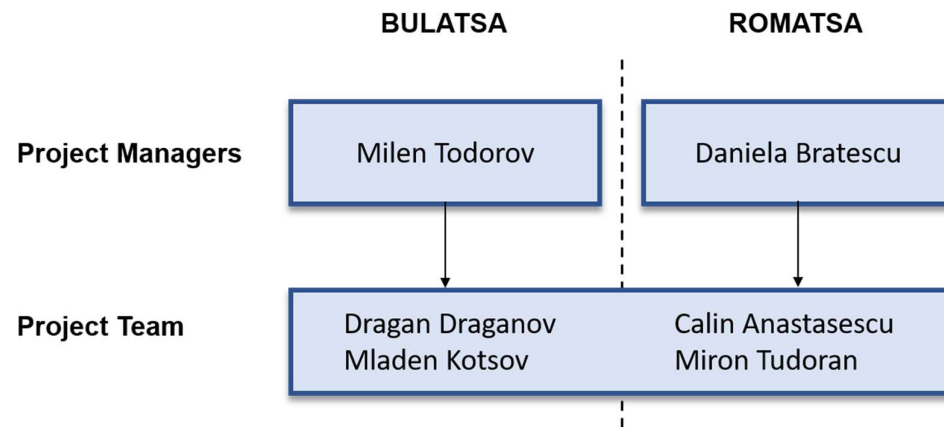 BULATSA
ROMATSA
Project Managers
Milen Todorov
Daniela Bratescu
Project Team
Dragan Draganov
Mladen Kotsov
Calin Anastasescu
Miron Tudoran